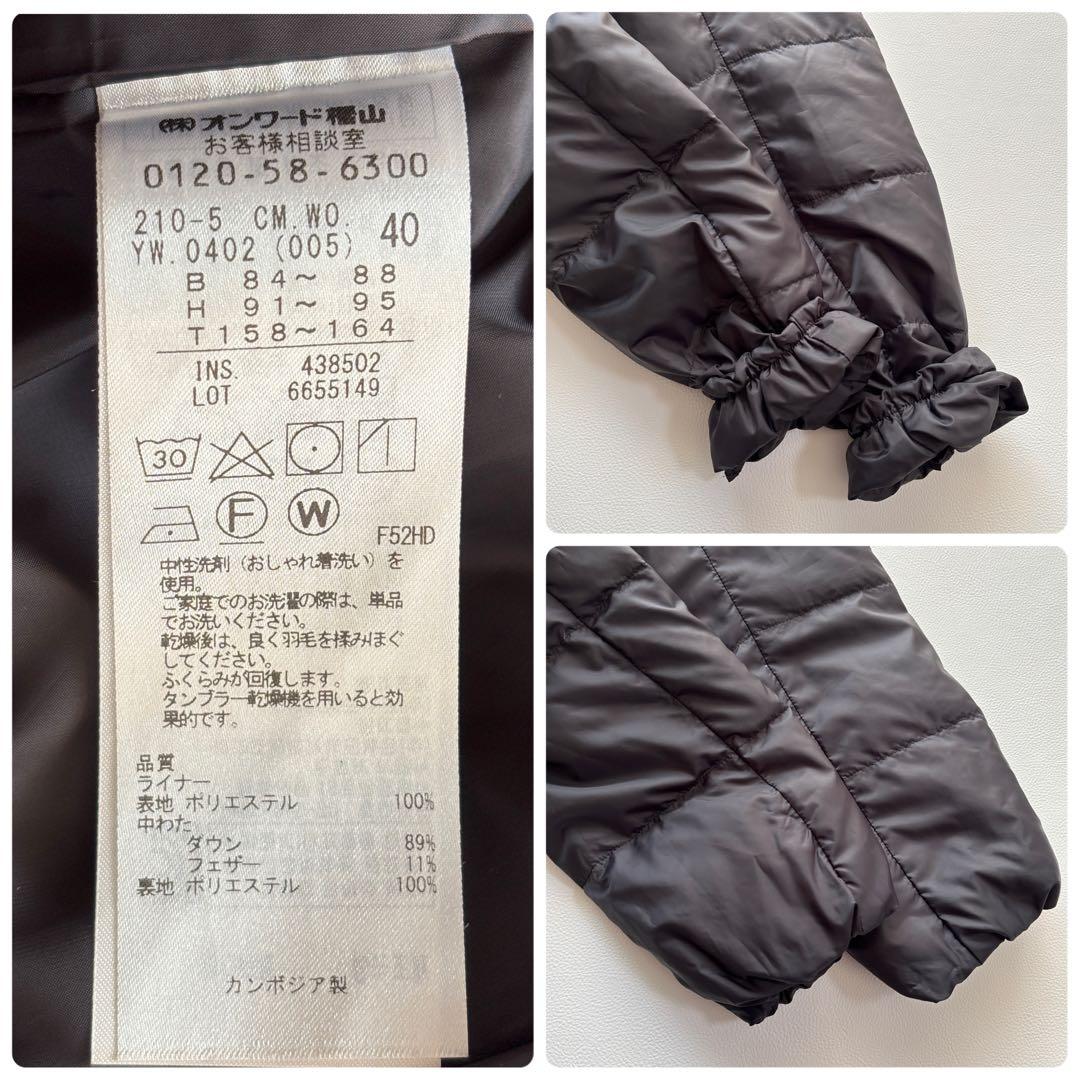 (株)オンワード樫山
お客様相談室
0120-58-6300
210-5 CM.WO.
YW.0402 (005) 40
B 84～ 88
H 91～ 95
T158～164
INS. 438502
LOT 6655149
30
F W
F52HD
中性洗剤（おしゃれ着洗い）を
使用。
ご家庭でのお洗濯の際は、単品
でお洗いください。
乾燥後は、良く羽毛を揉みほぐ
してください。
ふくらみが回復します。
タンブラー乾燥機を用いると効
果的です。
品質
ライナー
表地 ポリエステル 100%
中わた
ダウン 89%
フェザー 11%
裏地 ポリエステル 100%
カンボジア製